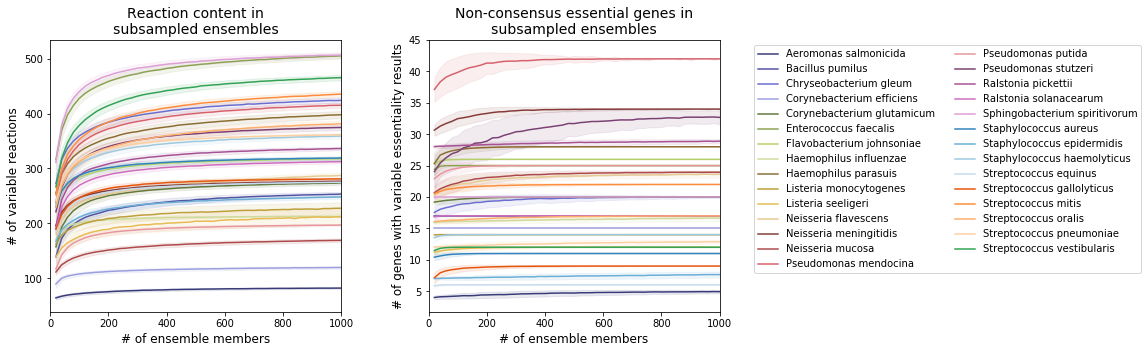 Reaction content in
subsampled ensembles
# of variable reactions
500
400
300
200
100
0
200
400
600
800
1000
# of ensemble members
Non-consensus essential genes in
subsampled ensembles
# of genes with variable essentiality results
45
40
35
30
25
20
15
10
5
0
200
400
600
800
1000
# of ensemble members
Aeromonas salmonicida
Bacillus pumilus
Chryseobacterium gleum
Corynebacterium efficiens
Corynebacterium glutamicum
Enterococcus faecalis
Flavobacterium johnsoniae
Haemophilus influenzae
Haemophilus parasuis
Listeria monocytogenes
Listeria seeligeri
Neisseria flavescens
Neisseria meningitidis
Neisseria mucosa
Pseudomonas mendocina
Pseudomonas putida
Pseudomonas stutzeri
Ralstonia pickettii
Ralstonia solanacearum
Sphingobacterium spiritivorum
Staphylococcus aureus
Staphylococcus epidermidis
Staphylococcus haemolyticus
Streptococcus equinus
Streptococcus gallolyticus
Streptococcus mitis
Streptococcus oralis
Streptococcus pneumoniae
Streptococcus vestibularis